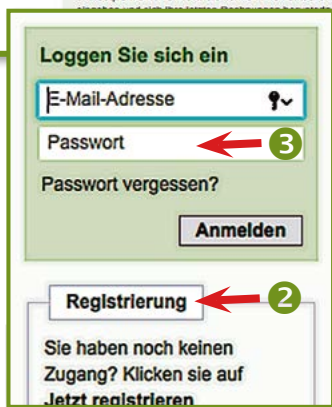 Loggen Sie sich ein
E-Mail-Adresse
Passwort 3
Passwort vergessen?
Anmelden
Registrierung 2
Sie haben noch keinen
Zugang? Klicken sie auf
Jetzt registrieren